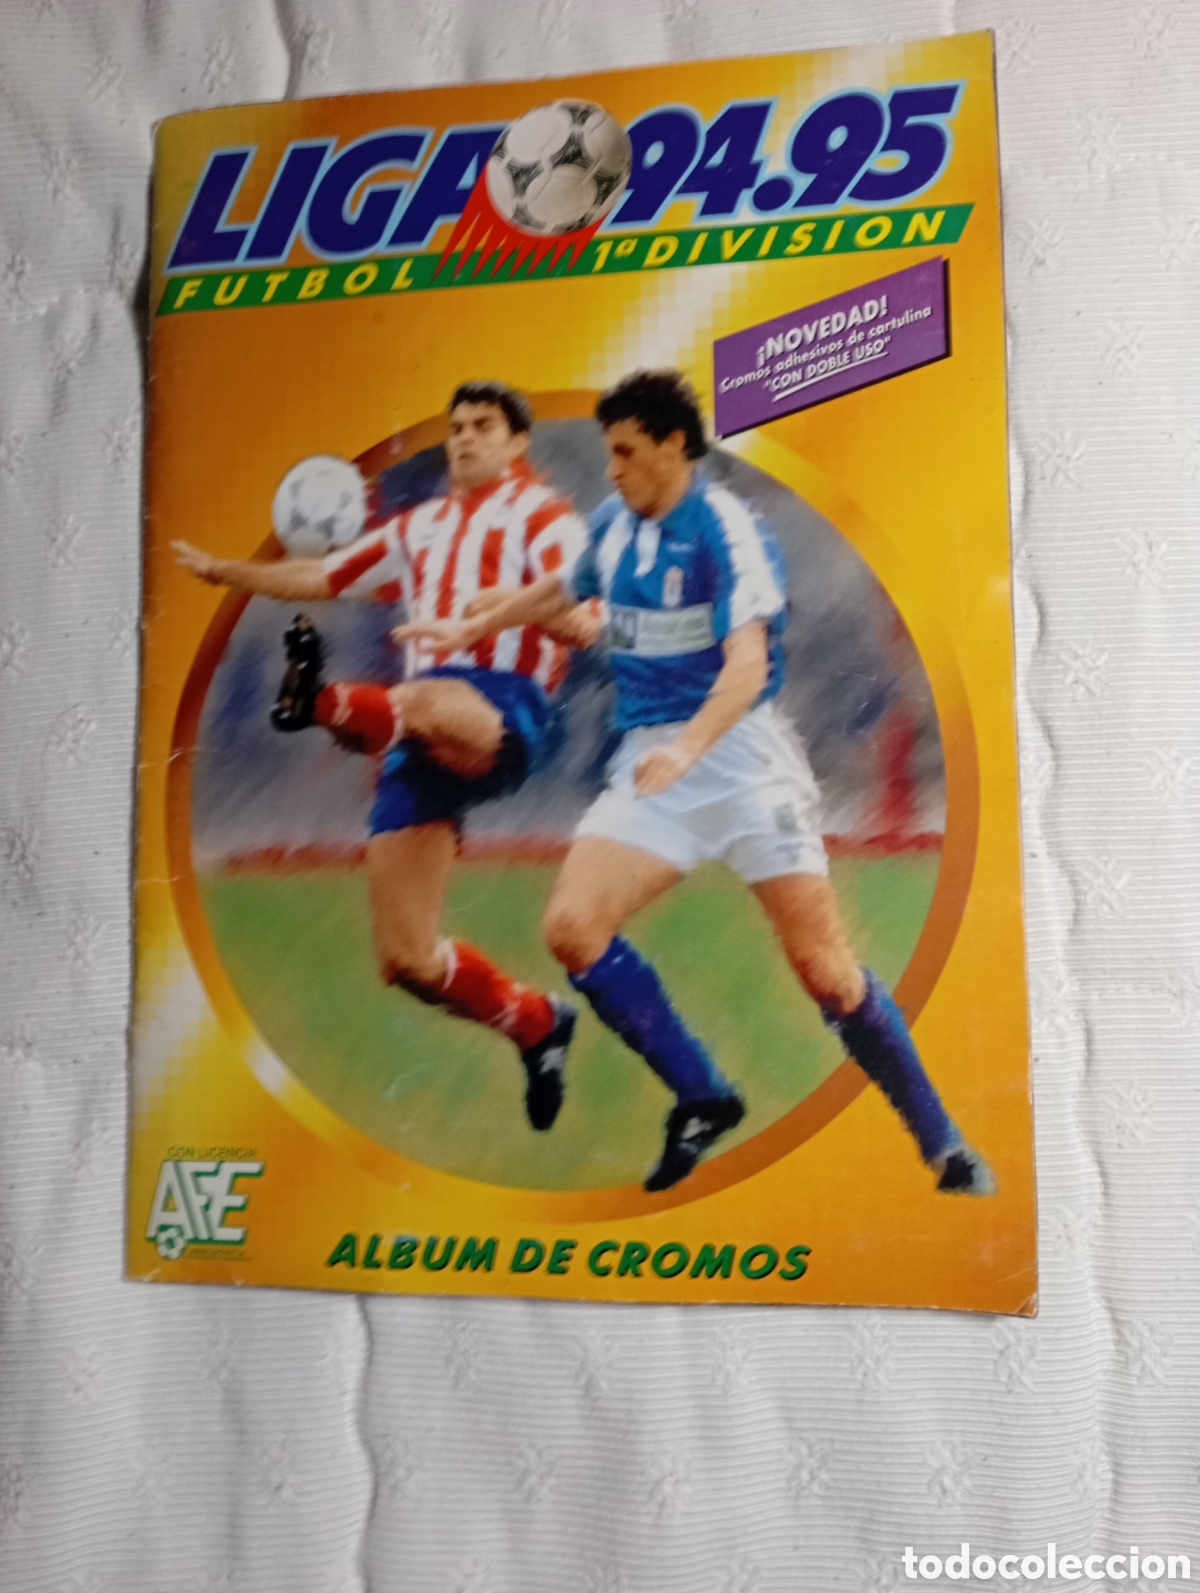 LIGA 94.95
FUTBOL 1ª DIVISION
¡NOVEDAD!
Cromos adhesivos de cartulina
"CON DOBLE USO"
CON LICENCIA
AFE
ALBUM DE CROMOS
todocoleccion